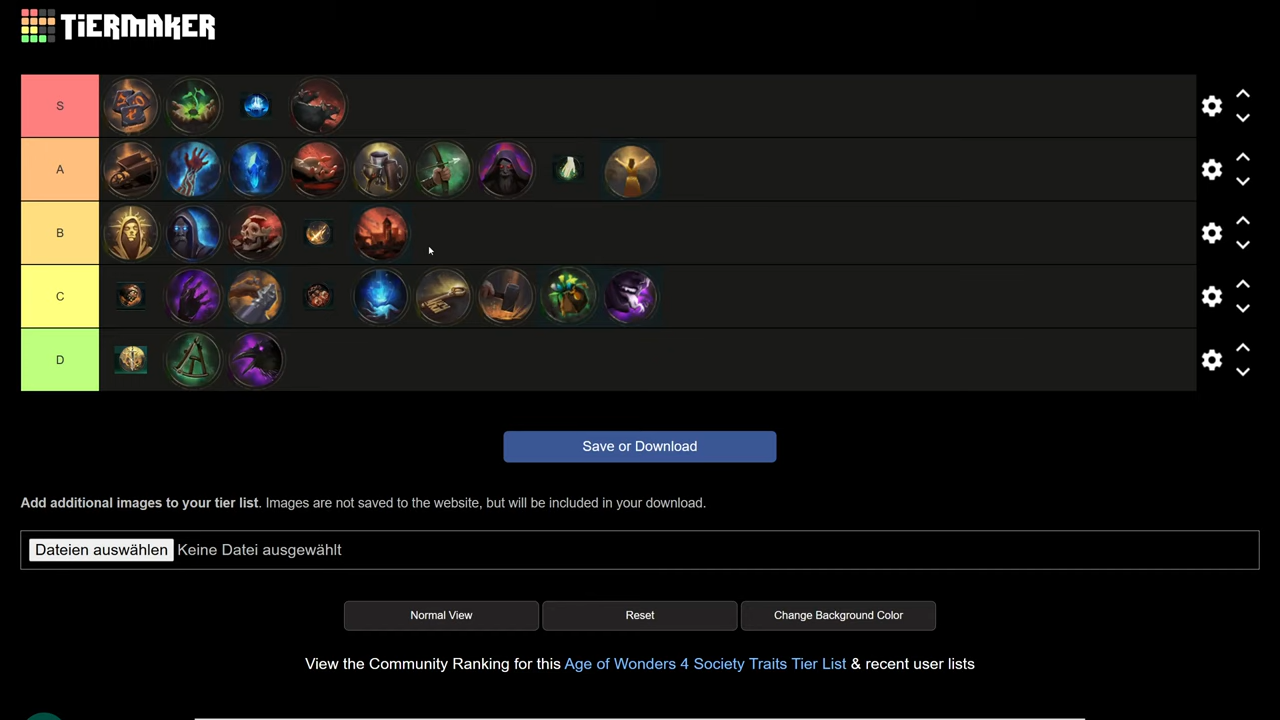 TIERMAKER
S
A
B
C
D
Save or Download
Add additional images to your tier list. Images are not saved to the website, but will be included in your download.
Dateien auswählen Keine Datei ausgewählt
Normal View Reset Change Background Color
View the Community Ranking for this Age of Wonders 4 Society Traits Tier List & recent user lists